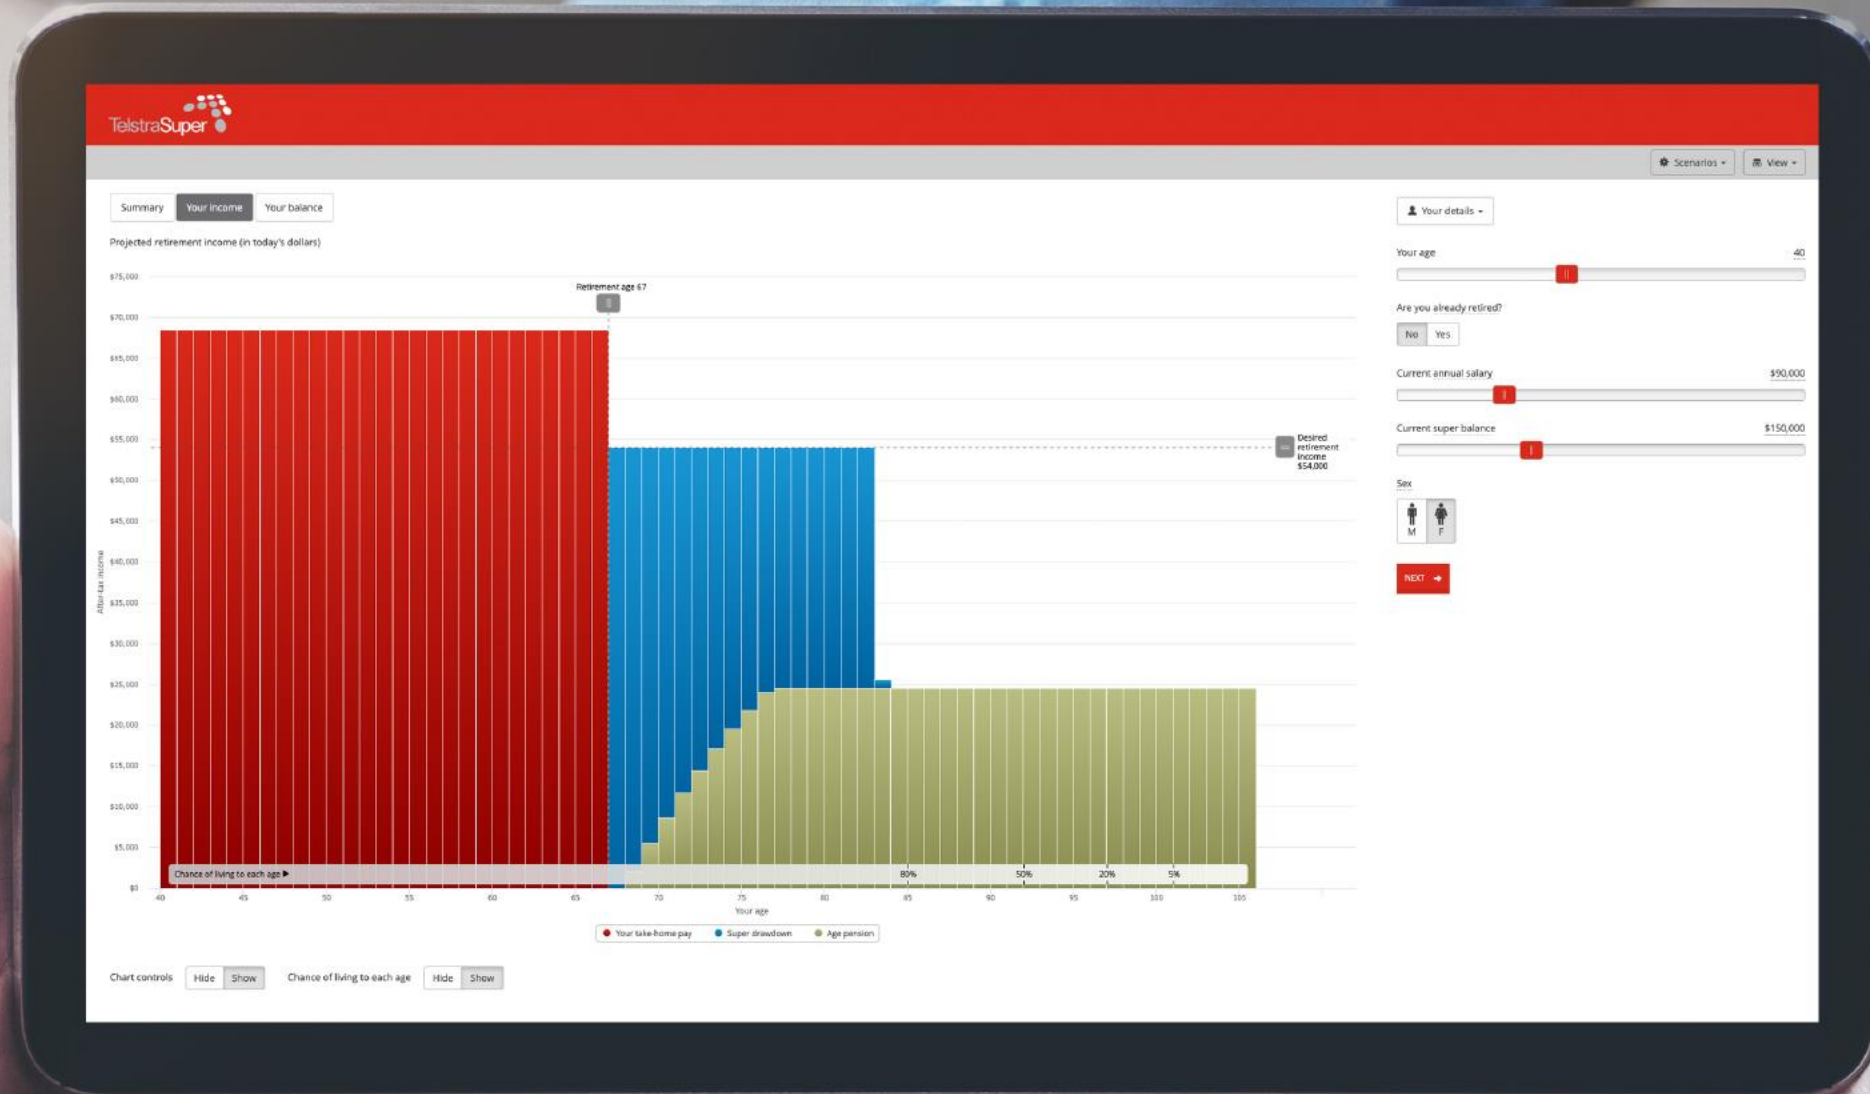 TelstraSuper
Scenarios
View
Summary
Your income
Your balance
Projected retirement income (in today's dollars)
$75,000
$70,000
$65,000
$60,000
$55,000
$50,000
$45,000
$40,000
$35,000
$30,000
$25,000
$20,000
$15,000
$10,000
$5,000
$0
After-tax income
Retirement age 67
Desired
retirement
income
$54,000
Chance of living to each age
80%
50%
20%
5%
40
45
50
55
60
65
70
75
80
85
90
95
100
105
Your age
Your take-home pay
Super drawdown
Age pension
Chart controls
Hide
Show
Chance of living to each age
Hide
Show
Your details
Your age
40
Are you already retired?
No
Yes
Current annual salary
$90,000
Current super balance
$150,000
Sex
M
F
NEXT